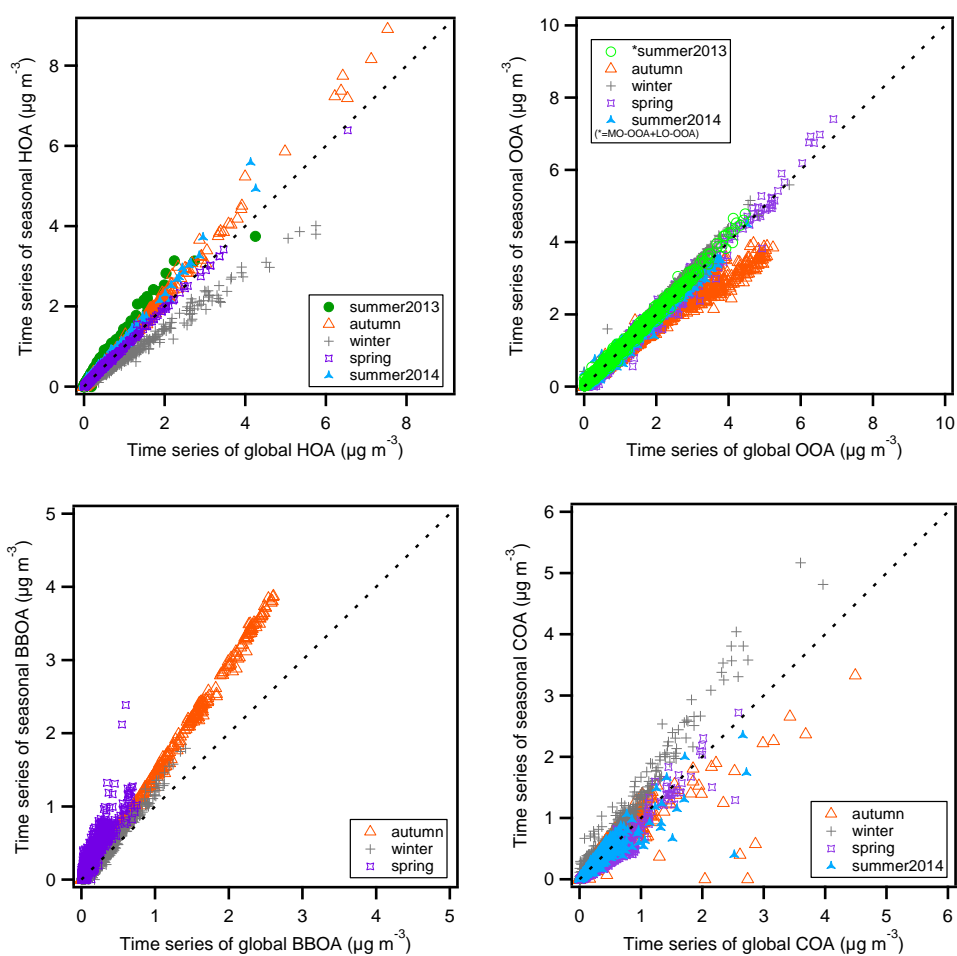 Time series of seasonal HOA (µg m⁻³)
8
6
4
2
0
summer2013
autumn
winter
spring
summer2014
0 2 4 6 8
Time series of global HOA (µg m⁻³)
Time series of seasonal OOA (µg m⁻³)
10
8
6
4
2
0
*summer2013
autumn
winter
spring
summer2014
(*=MO-OOA+LO-OOA)
0 2 4 6 8 10
Time series of global OOA (µg m⁻³)
Time series of seasonal BBOA (µg m⁻³)
5
4
3
2
1
0
autumn
winter
spring
0 1 2 3 4 5
Time series of global BBOA (µg m⁻³)
Time series of seasonal COA (µg m⁻³)
6
5
4
3
2
1
0
autumn
winter
spring
summer2014
0 1 2 3 4 5 6
Time series of global COA (µg m⁻³)